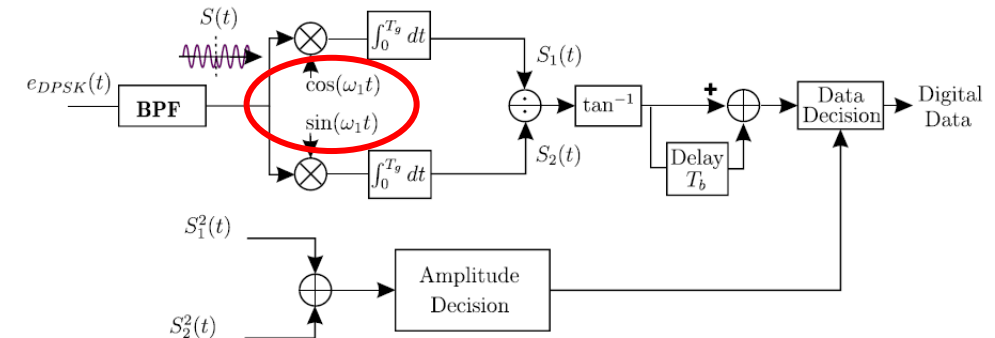 S(t)
e_{DPSK}(t)
BPF
cos(ω₁t)
sin(ω₁t)
∫₀^{T_g} dt
∫₀^{T_g} dt
S₁(t)
÷
S₂(t)
tan⁻¹
+
Delay
T_b
Data
Decision
Digital
Data
S₁²(t)
S₂²(t)
Amplitude
Decision